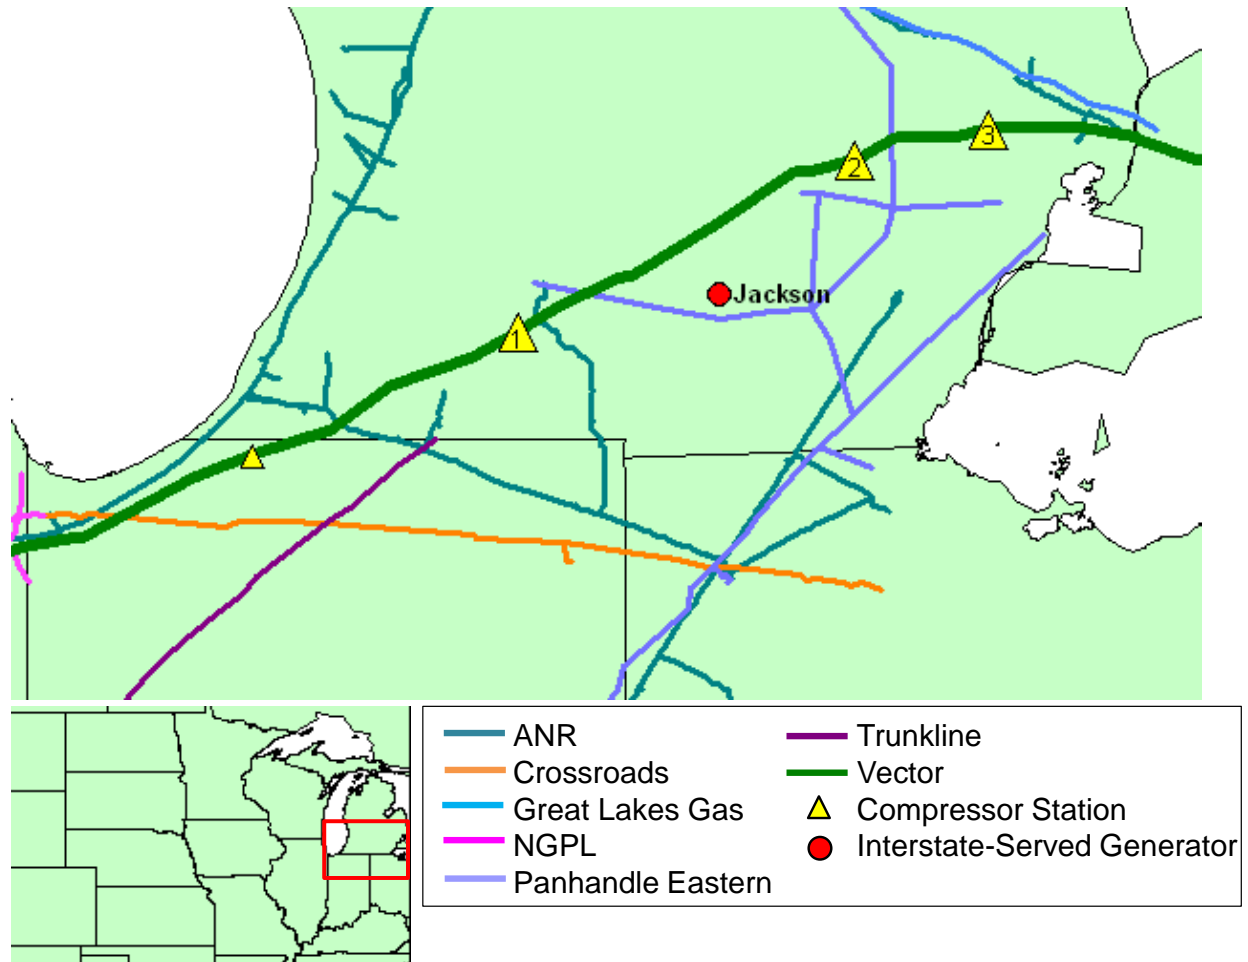 3
2
Jackson
1
ANR
Crossroads
Great Lakes Gas
NGPL
Panhandle Eastern
Trunkline
Vector
Compressor Station
Interstate-Served Generator